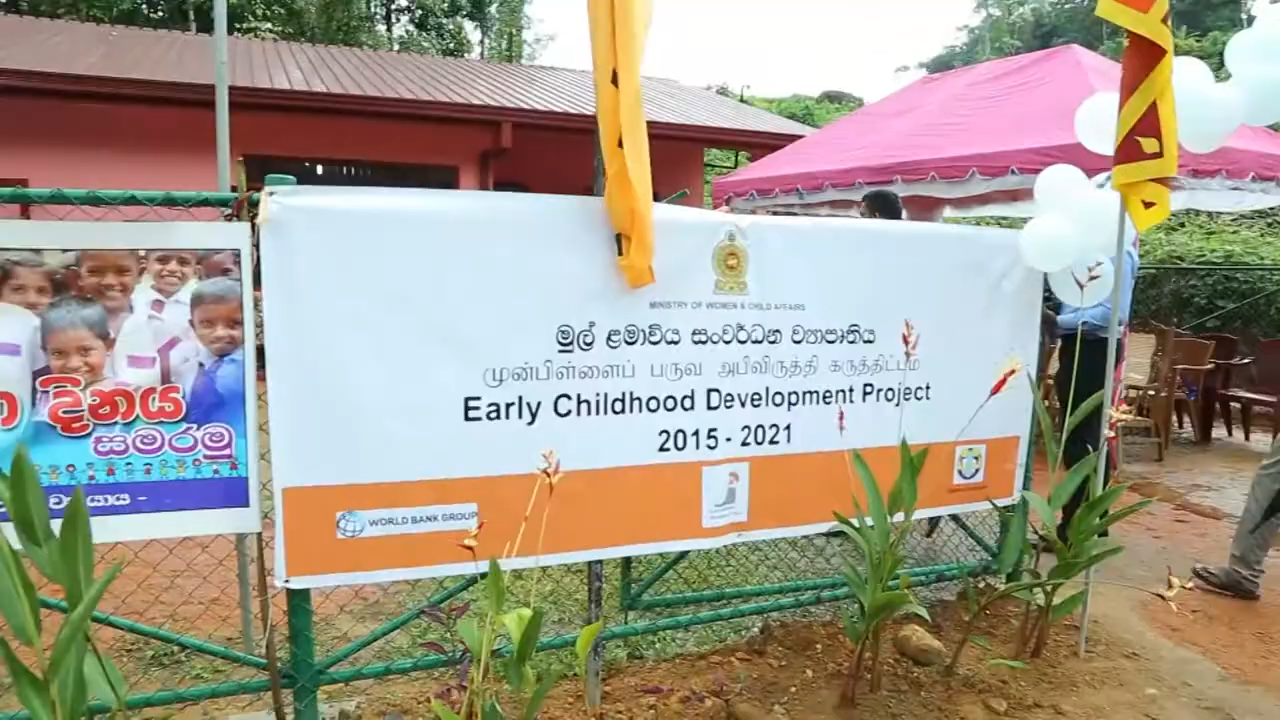 දිනය
සමරමු
MINISTRY OF WOMEN & CHILD AFFAIRS
මුල් ළමාවිය සංවර්ධන ව්‍යාපෘතිය
முன்பிள்ளைப் பருவ அபிவிருத்தி கருத்திட்டம்
Early Childhood Development Project
2015 - 2021
WORLD BANK GROUP